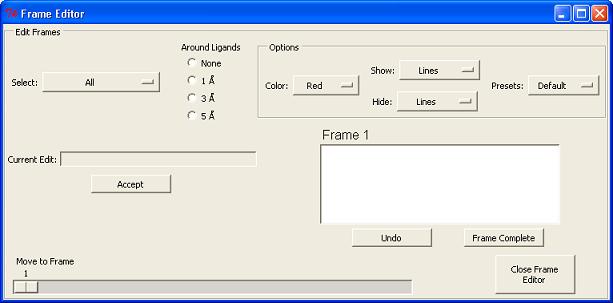 Frame Editor
Edit Frames
Around Ligands
None
1 Å
3 Å
5 Å
Select: All
Options
Color: Red
Show: Lines
Hide: Lines
Presets: Default
Current Edit:
Accept
Frame 1
Undo
Frame Complete
Move to Frame
1
Close Frame
Editor